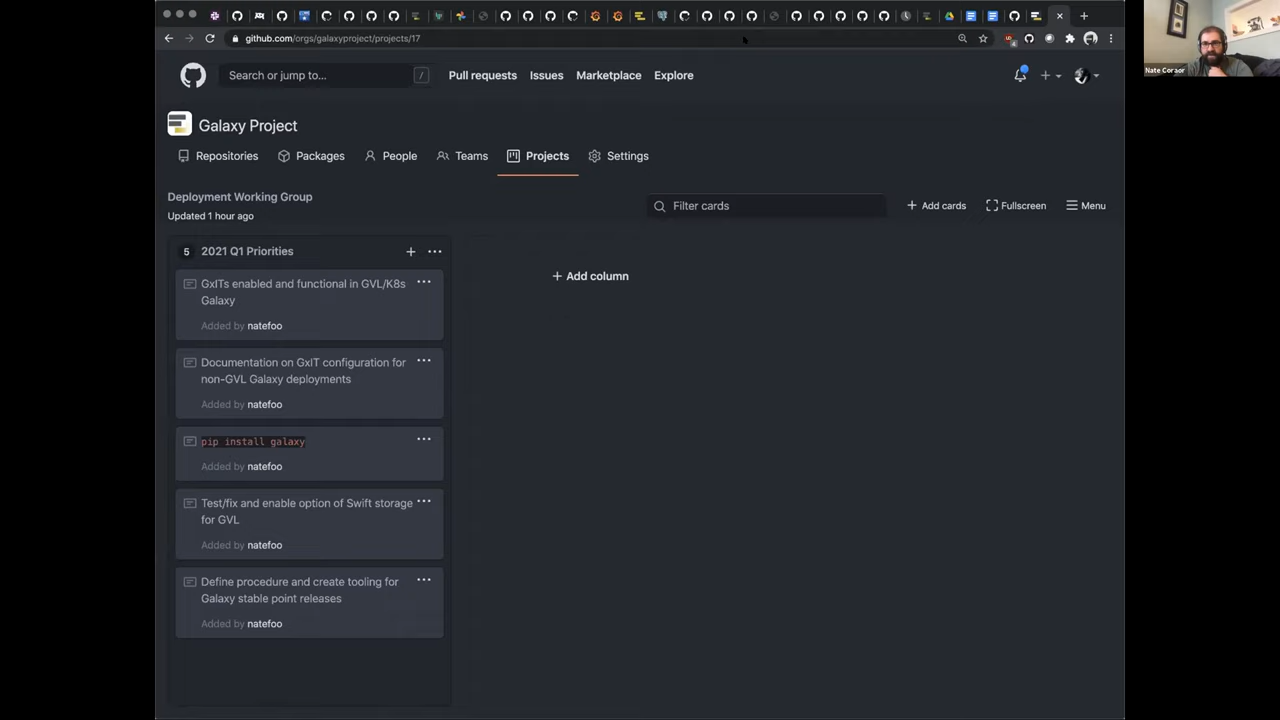 github.com/orgs/galaxyproject/projects/17
Search or jump to...
/
Pull requests
Issues
Marketplace
Explore
Nate Coraor
Galaxy Project
Repositories
Packages
People
Teams
Projects
Settings
Deployment Working Group
Updated 1 hour ago
Filter cards
+ Add cards
Fullscreen
Menu
5 2021 Q1 Priorities
+ Add column
GxITs enabled and functional in GVL/K8s
Galaxy
Added by natefoo
Documentation on GxIT configuration for
non-GVL Galaxy deployments
Added by natefoo
pip install galaxy
Added by natefoo
Test/fix and enable option of Swift storage
for GVL
Added by natefoo
Define procedure and create tooling for
Galaxy stable point releases
Added by natefoo